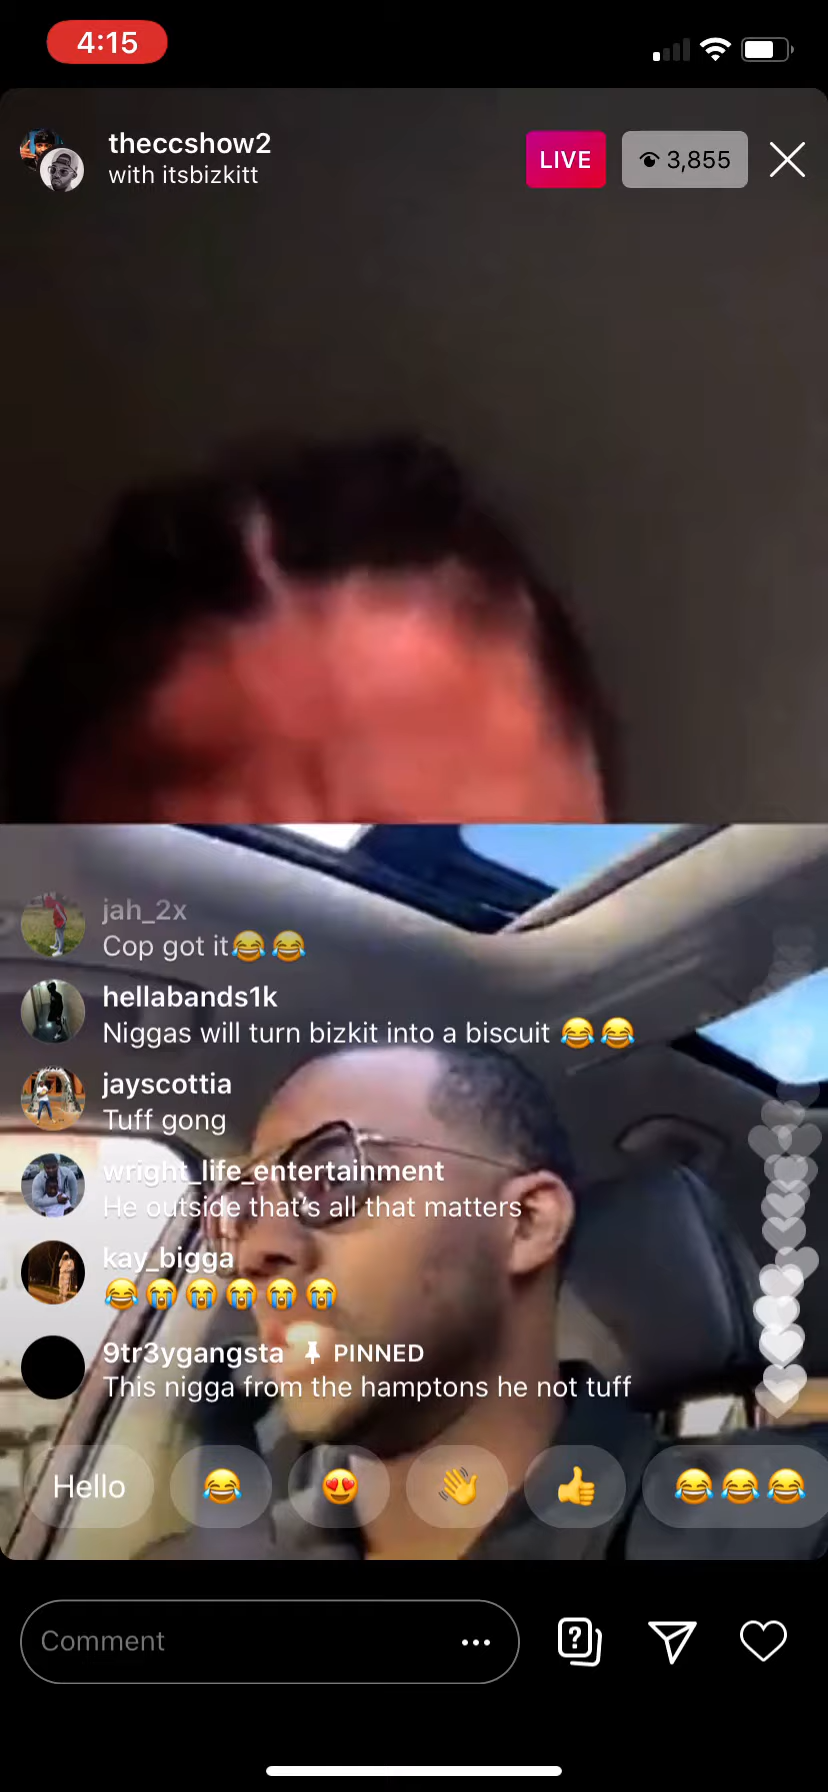 4:15
theccshow2
with itsbizkitt
LIVE
3,855
jah_2x
Cop got it😂😂
hellabands1k
Niggas will turn bizkit into a biscuit 😂😂
jayscottia
Tuff gong
wright_life_entertainment
He outside that's all that matters
kay_bigga
😂😭😭😭😭😭
9tr3ygangsta PINNED
This nigga from the hamptons he not tuff
Hello 😂 😍 👋 👍 😂😂😂
Comment